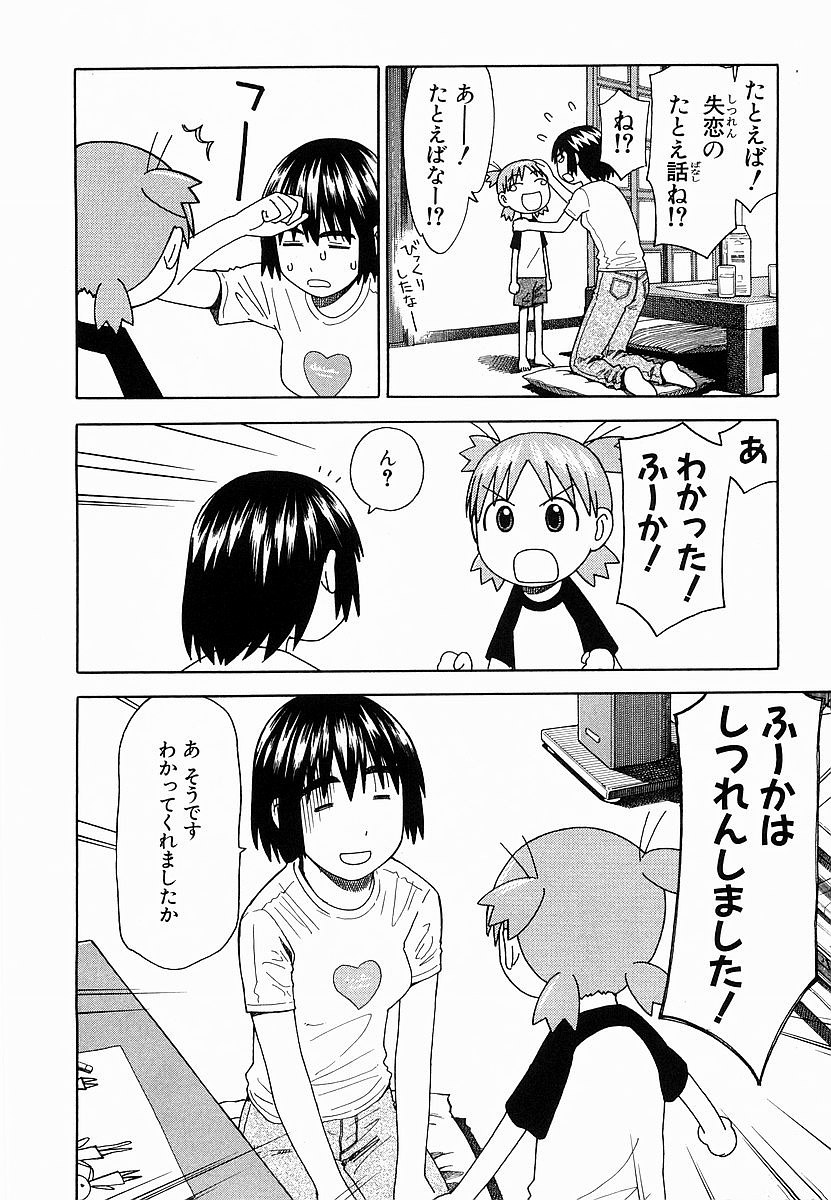 たとえば！
失恋の
しつれん
たとえ話ね!?
ばなし
ね!?
あー！
たとえばなー!?
びっくり
したなー
あ
わかった！
ふーか！
ん？
ふーかは
しつれんしました！
あ そうです
わかってくれましたか